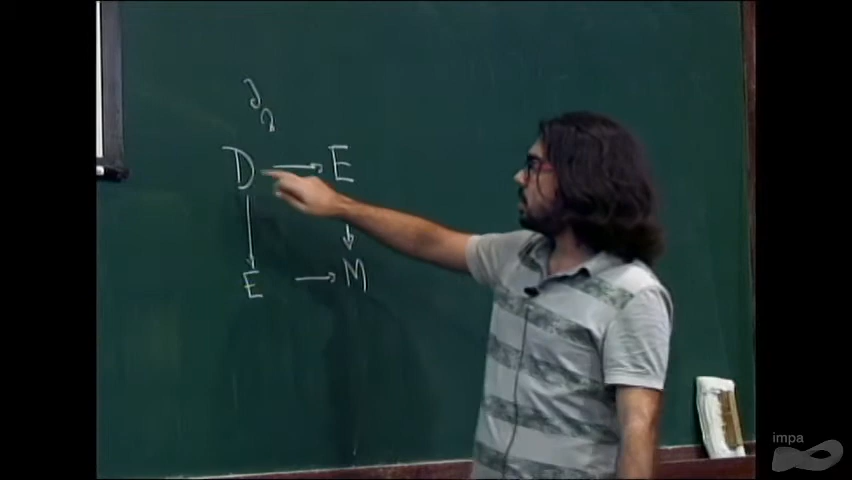 D → E
↓ ↓
E → M
impa